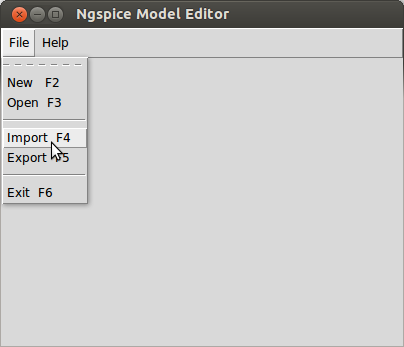 Ngspice Model Editor
File Help
New F2
Open F3
Import F4
Export F5
Exit F6